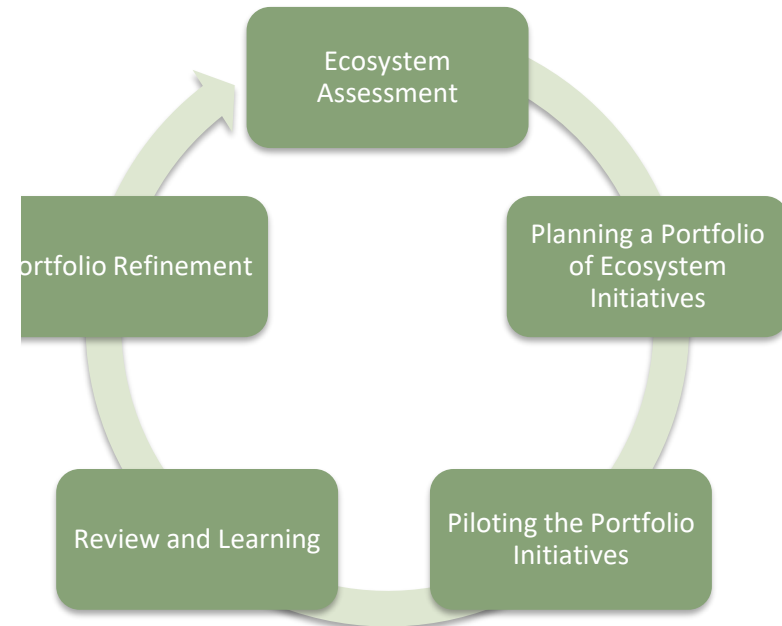 Ecosystem
Assessment
Planning a Portfolio
of Ecosystem
Initiatives
Piloting the Portfolio
Initiatives
Review and Learning
ortfolio Refinement